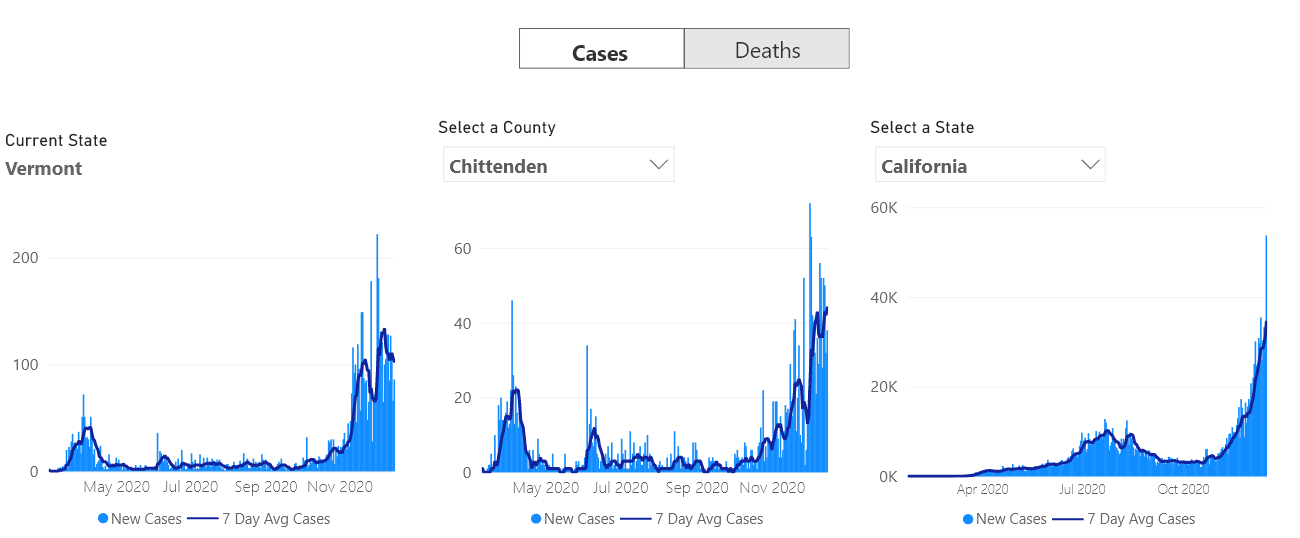 Cases
Deaths
Current State
Vermont
200
100
0
May 2020 Jul 2020 Sep 2020 Nov 2020
New Cases 7 Day Avg Cases
Select a County
Chittenden
60
40
20
0
May 2020 Jul 2020 Sep 2020 Nov 2020
New Cases 7 Day Avg Cases
Select a State
California
60K
40K
20K
0K
Apr 2020 Jul 2020 Oct 2020
New Cases 7 Day Avg Cases